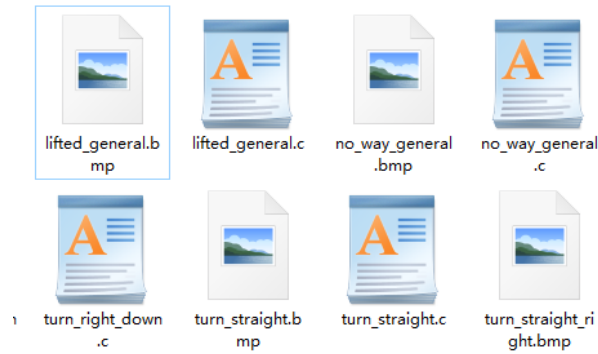 lifted_general.b
mp
lifted_general.c
no_way_general
.bmp
no_way_general
.c
turn_right_down
.c
turn_straight.b
mp
turn_straight.c
turn_straight_ri
ght.bmp